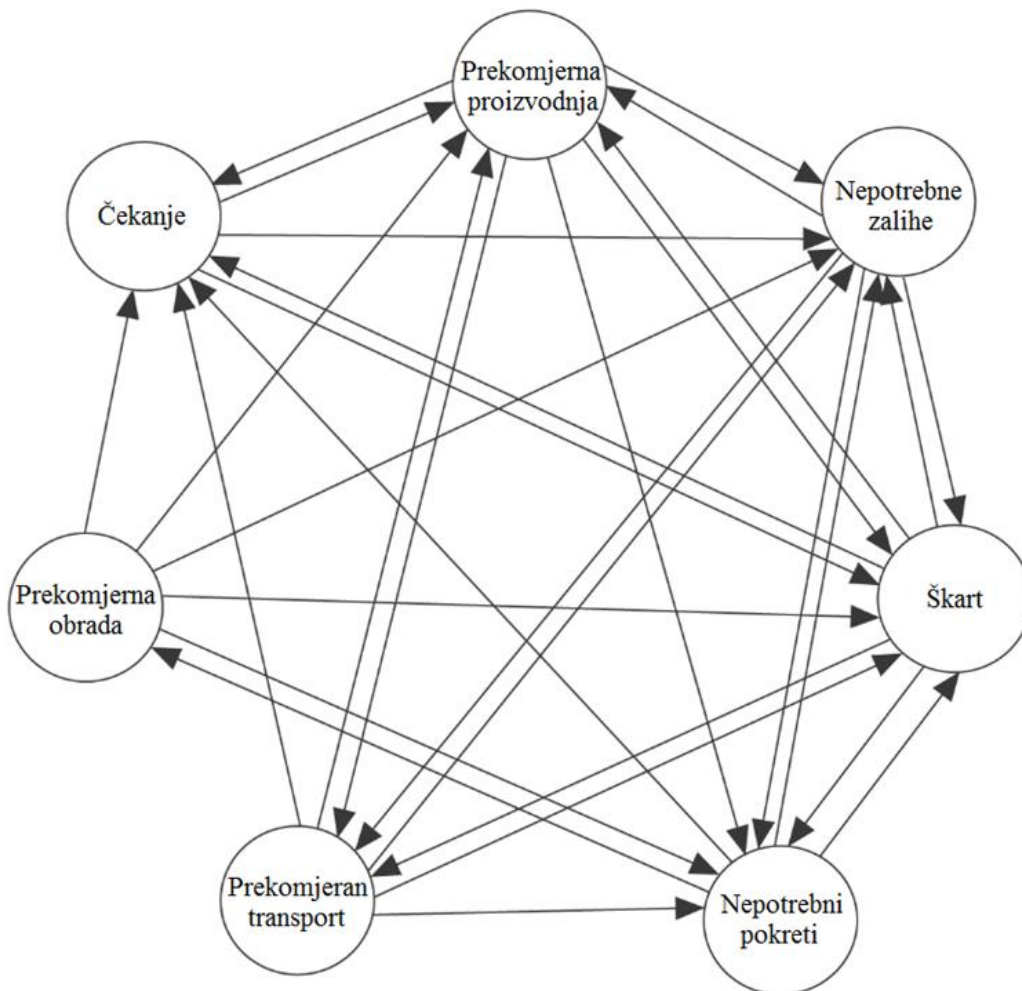 Prekomjerna
proizvodnja
Čekanje
Nepotrebne
zalihe
Prekomjerna
obrada
Škart
Prekomjeran
transport
Nepotrebni
pokreti